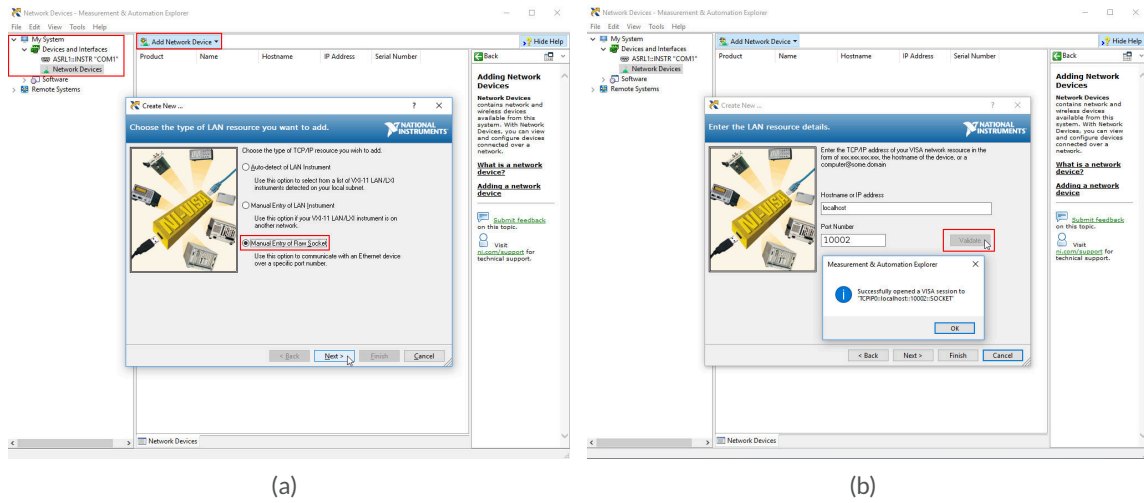 Network Devices - Measurement & Automation Explorer
File Edit View Tools Help
My System
Devices and Interfaces
ASRL1::INSTR "COM1"
Network Devices
Software
Remote Systems
Add Network Device
Hide Help
Product Name Hostname IP Address Serial Number
Back
Adding Network
Devices
Network Devices
contains network and
wireless devices
available from this
system. With Network
Devices, you can view
and configure devices
connected over a
network.
What is a network
device?
Adding a network
device
Submit feedback
on this topic.
Visit
ni.com/support for
technical support.
Create New ...
Choose the type of LAN resource you want to add.
NATIONAL
INSTRUMENTS
NI-VISA
Choose the type of TCP/IP resource you wish to add.
Auto-detect of LAN Instrument
Use this option to select from a list of VXI-11 LAN/LXI
instruments detected on your local subnet.
Manual Entry of LAN Instrument
Use this option if your VXI-11 LAN/LXI instrument is on
another network.
Manual Entry of Raw Socket
Use this option to communicate with an Ethernet device
over a specific port number.
< Back Next > Finish Cancel
Network Devices
(a)
Network Devices - Measurement & Automation Explorer
File Edit View Tools Help
My System
Devices and Interfaces
ASRL1::INSTR "COM1"
Network Devices
Software
Remote Systems
Add Network Device
Hide Help
Product Name Hostname IP Address Serial Number
Back
Adding Network
Devices
Network Devices
contains network and
wireless devices
available from this
system. With Network
Devices, you can view
and configure devices
connected over a
network.
What is a network
device?
Adding a network
device
Submit feedback
on this topic.
Visit
ni.com/support for
technical support.
Create New ...
Enter the LAN resource details.
NATIONAL
INSTRUMENTS
NI-VISA
Enter the TCP/IP address of your VISA network resource in the
form of xxx.xxx.xxx.xxx, the hostname of the device, or a
computer@some.domain
Hostname or IP address
localhost
Port Number
10002
Validate
Measurement & Automation Explorer
Successfully opened a VISA session to
"TCPIP0::localhost::10002::SOCKET"
OK
< Back Next > Finish Cancel
Network Devices
(b)